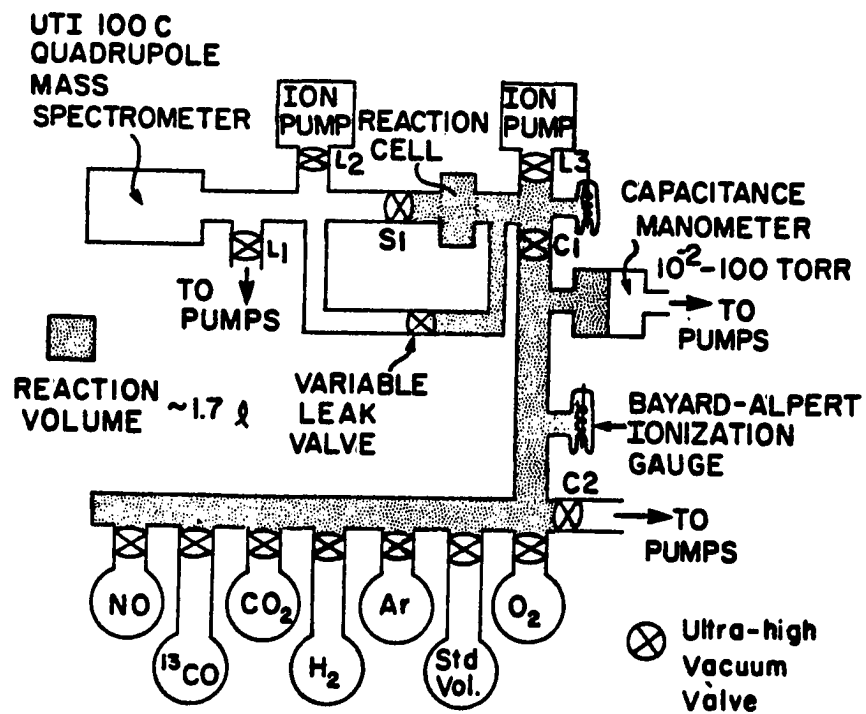 UTI 100 C
QUADRUPOLE
MASS
SPECTROMETER
ION
PUMP
L2
REACTION
CELL
ION
PUMP
L3
CAPACITANCE
MANOMETER
10-2-100 TORR
S1
C1
L1
TO
PUMPS
TO
PUMPS
REACTION
VOLUME ~1.7 ℓ
VARIABLE
LEAK
VALVE
BAYARD-ALPERT
IONIZATION
GAUGE
C2
TO
PUMPS
NO
13CO
CO2
H2
Ar
Std
Vol.
O2
Ultra-high
Vacuum
Valve